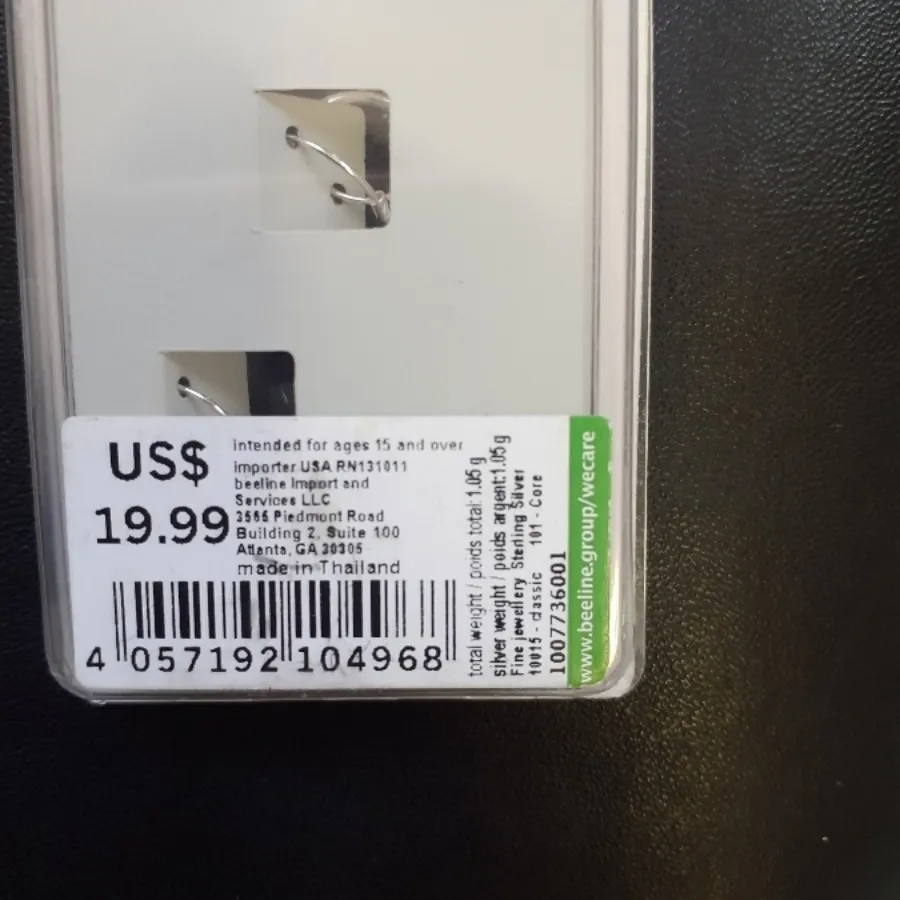 US$
19.99
intended for ages 15 and over
importer USA RN131011
beeline Import and
Services LLC
3565 Piedmont Road
Building 2, Suite 100
Atlanta, GA 30305
made in Thailand
4 057192 104968
total weight / poids total:1.05 g
silver weight / poids argent:1.05 g
Fine jewellery Sterling Silver
10015 - classic 101 - Core
1007736001
www.beeline.group/wecare